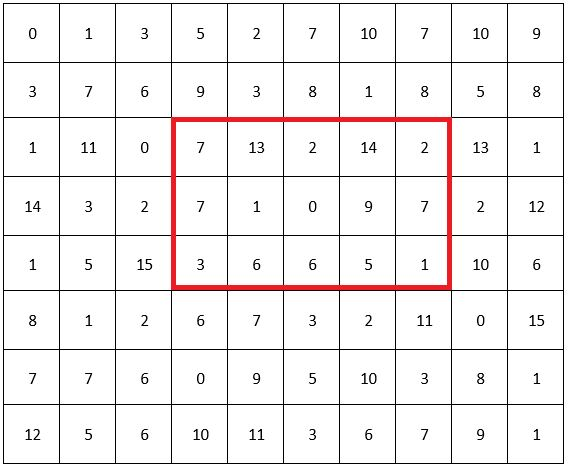 0 1 3 5 2 7 10 7 10 9
3 7 6 9 3 8 1 8 5 8
1 11 0 7 13 2 14 2 13 1
14 3 2 7 1 0 9 7 2 12
1 5 15 3 6 6 5 1 10 6
8 1 2 6 7 3 2 11 0 15
7 7 6 0 9 5 10 3 8 1
12 5 6 10 11 3 6 7 9 1